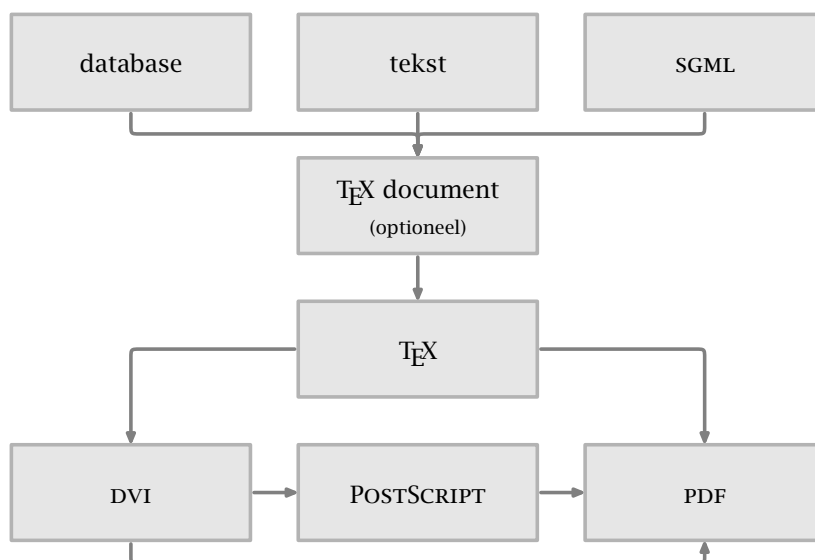 database
tekst
SGML
TEX document
(optioneel)
TEX
DVI
POSTSCRIPT
PDF